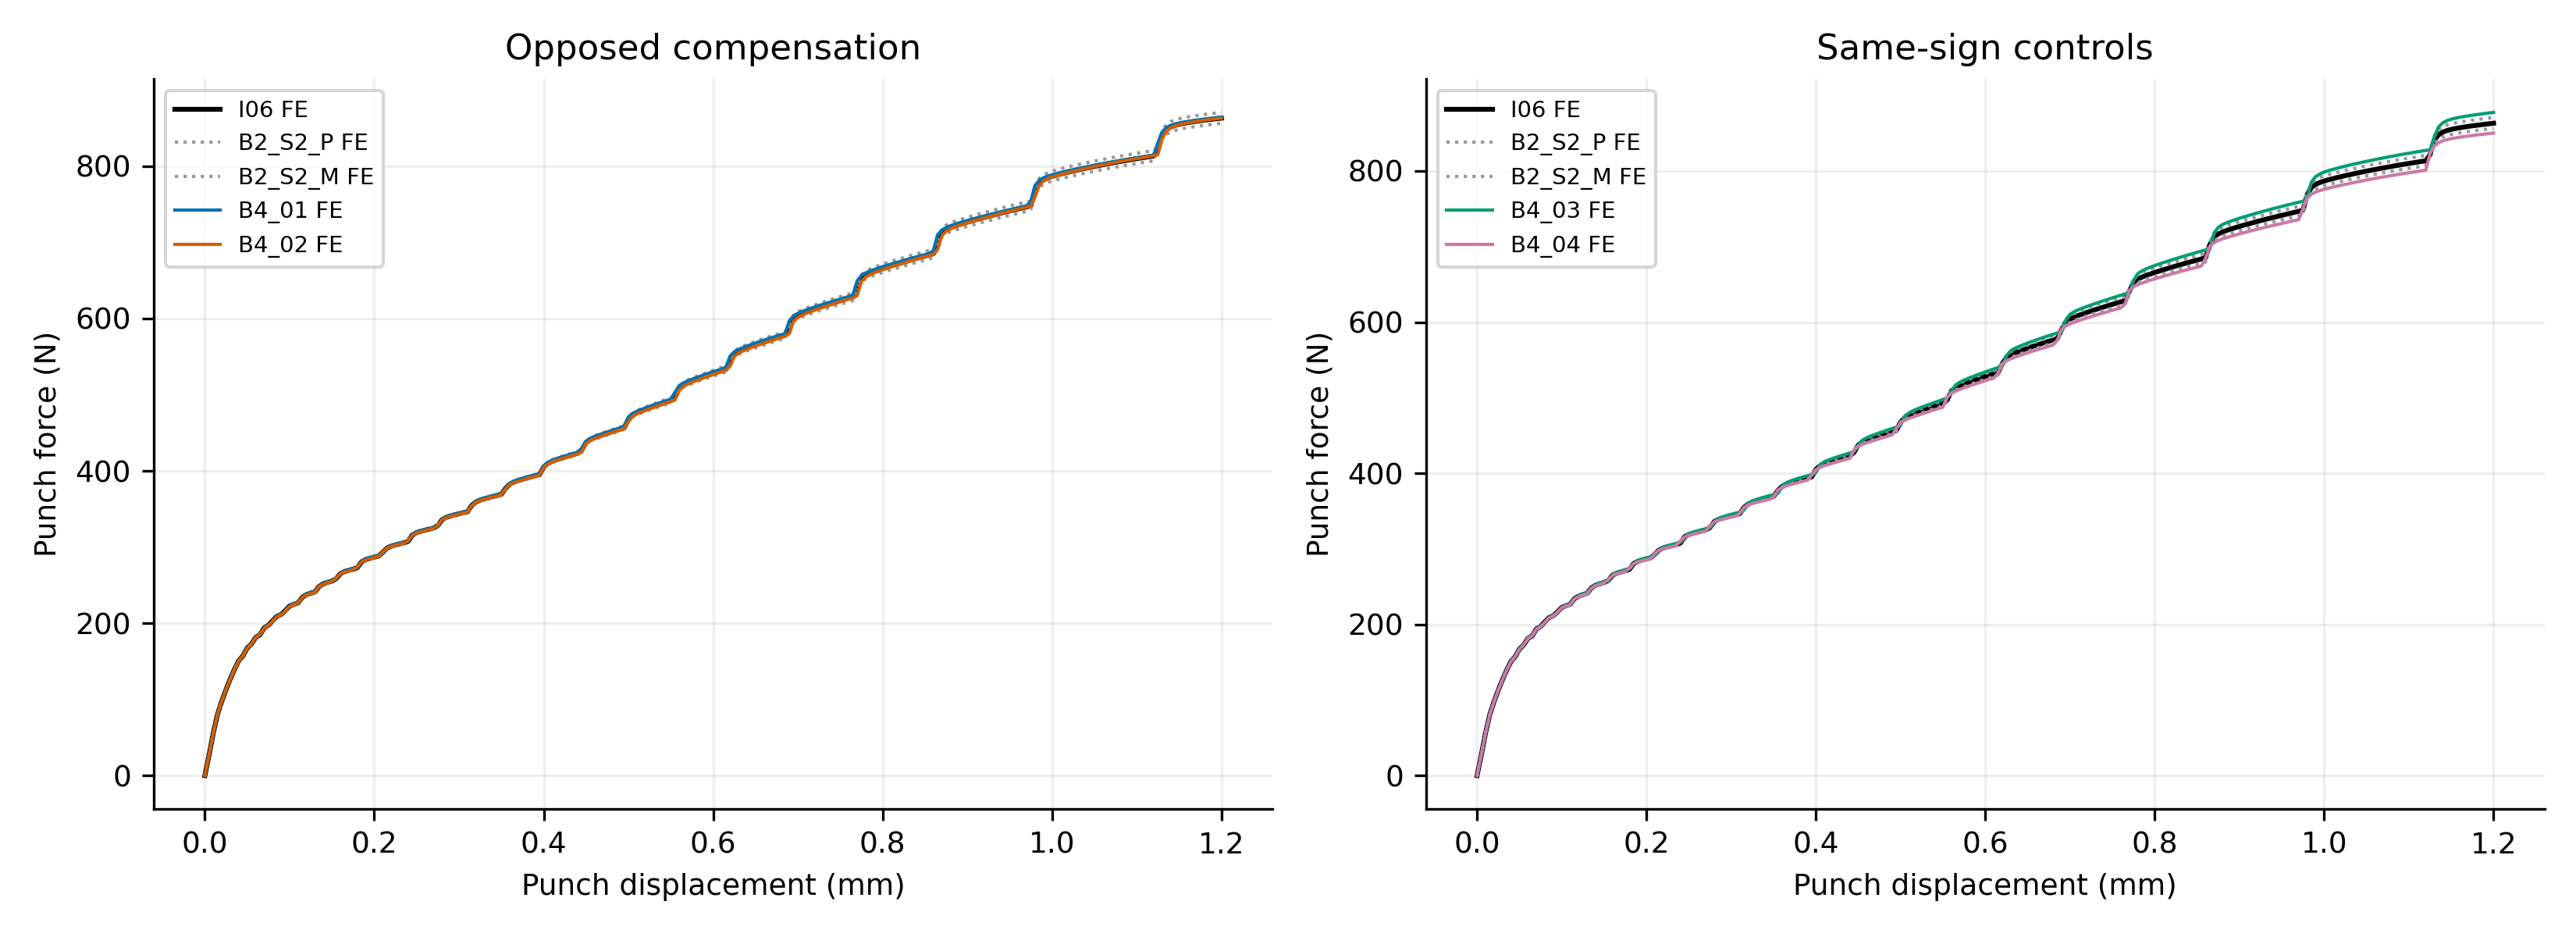 Opposed compensation
I06 FE
B2_S2_P FE
B2_S2_M FE
B4_01 FE
B4_02 FE
Punch force (N)
800
600
400
200
0
0.0 0.2 0.4 0.6 0.8 1.0 1.2
Punch displacement (mm)
Same-sign controls
I06 FE
B2_S2_P FE
B2_S2_M FE
B4_03 FE
B4_04 FE
Punch force (N)
800
600
400
200
0
0.0 0.2 0.4 0.6 0.8 1.0 1.2
Punch displacement (mm)